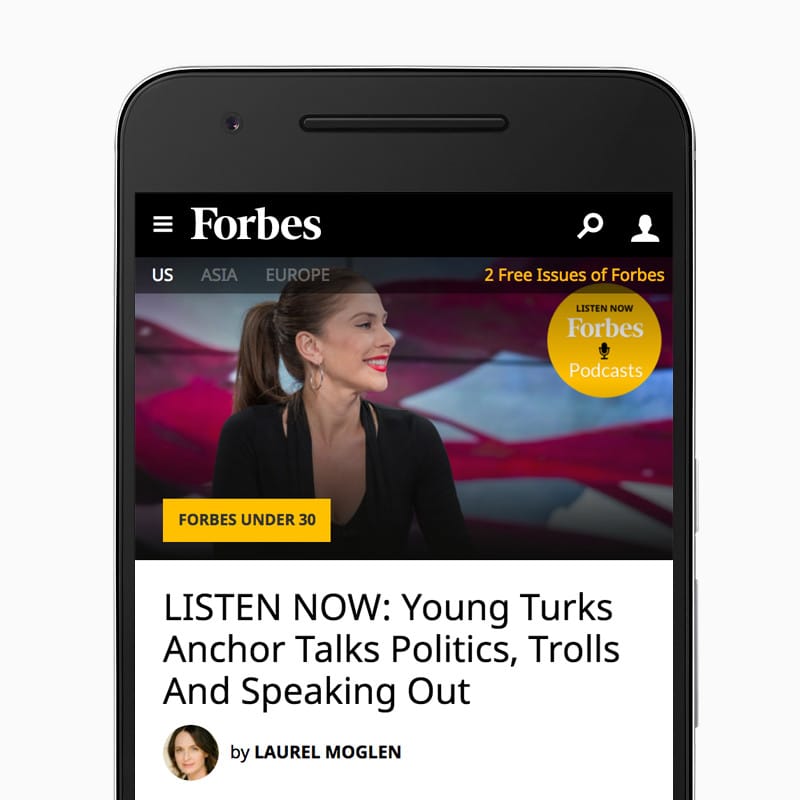 Forbes
US ASIA EUROPE 2 Free Issues of Forbes
LISTEN NOW
Forbes
Podcasts
FORBES UNDER 30
LISTEN NOW: Young Turks
Anchor Talks Politics, Trolls
And Speaking Out
by LAUREL MOGLEN